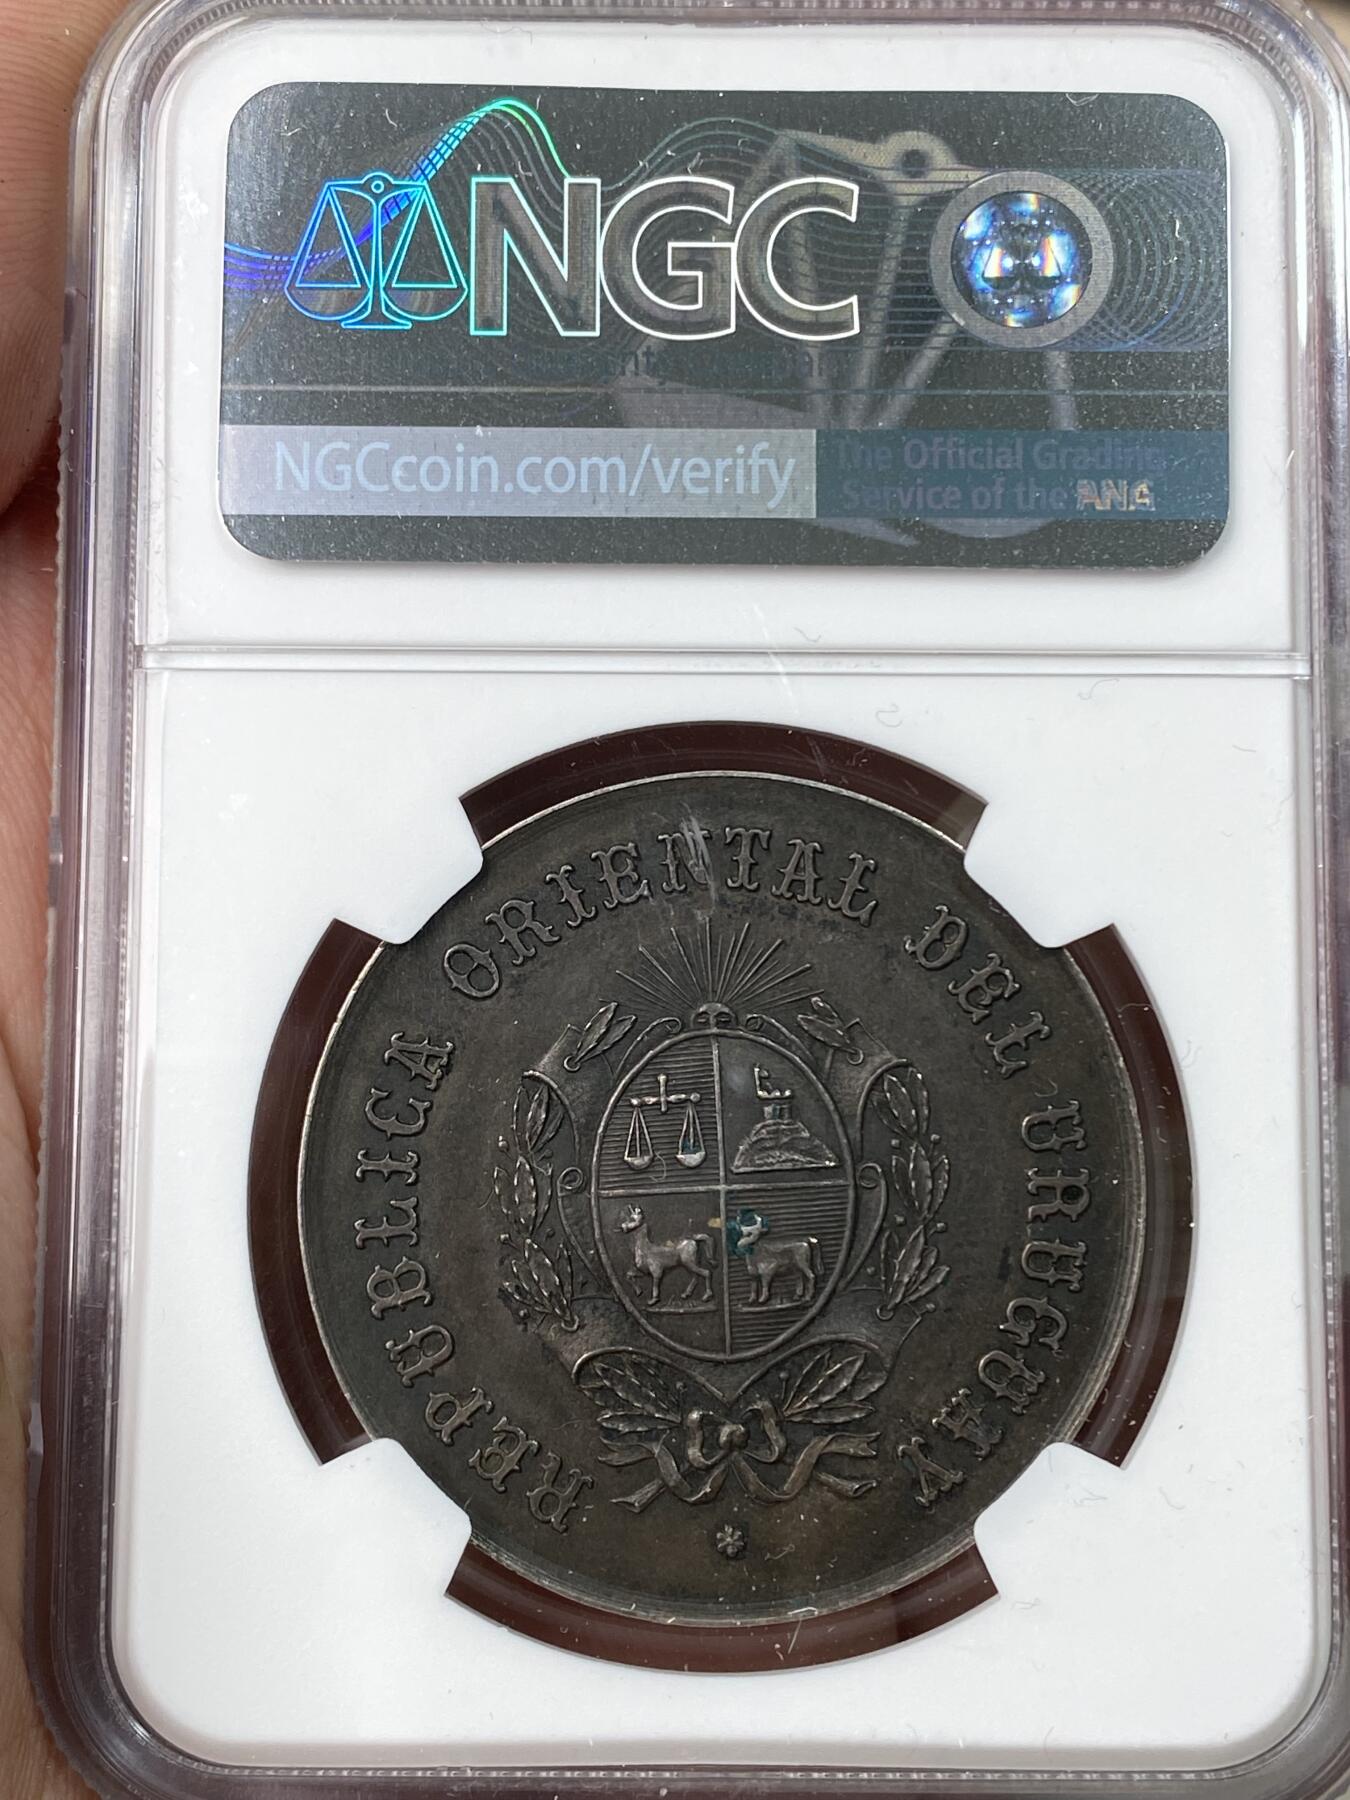 NGC
NGCcoin.com/verify
The Official Grading
Service of the ANA
REPUBLICA ORIENTAL DEL URUGUAY